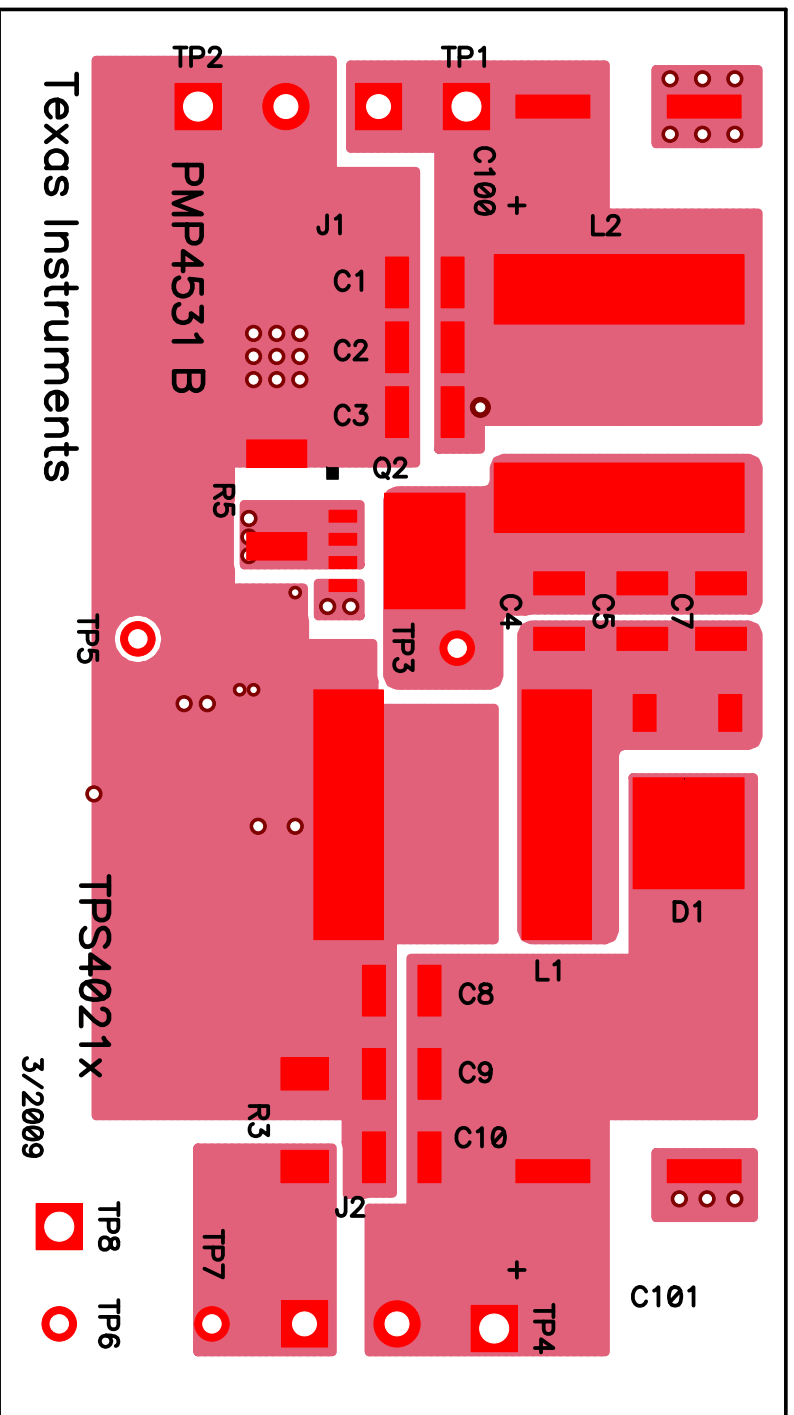 TP2
TP1
Texas Instruments
PMP4531 B
C100
+
J1
L2
C1
C2
C3
Q2
R5
C4
C5
C7
TP5
TP3
TPS4021x
D1
L1
C8
C9
C10
3/2009
R3
J2
TP8
TP7
+
C101
TP6
TP4